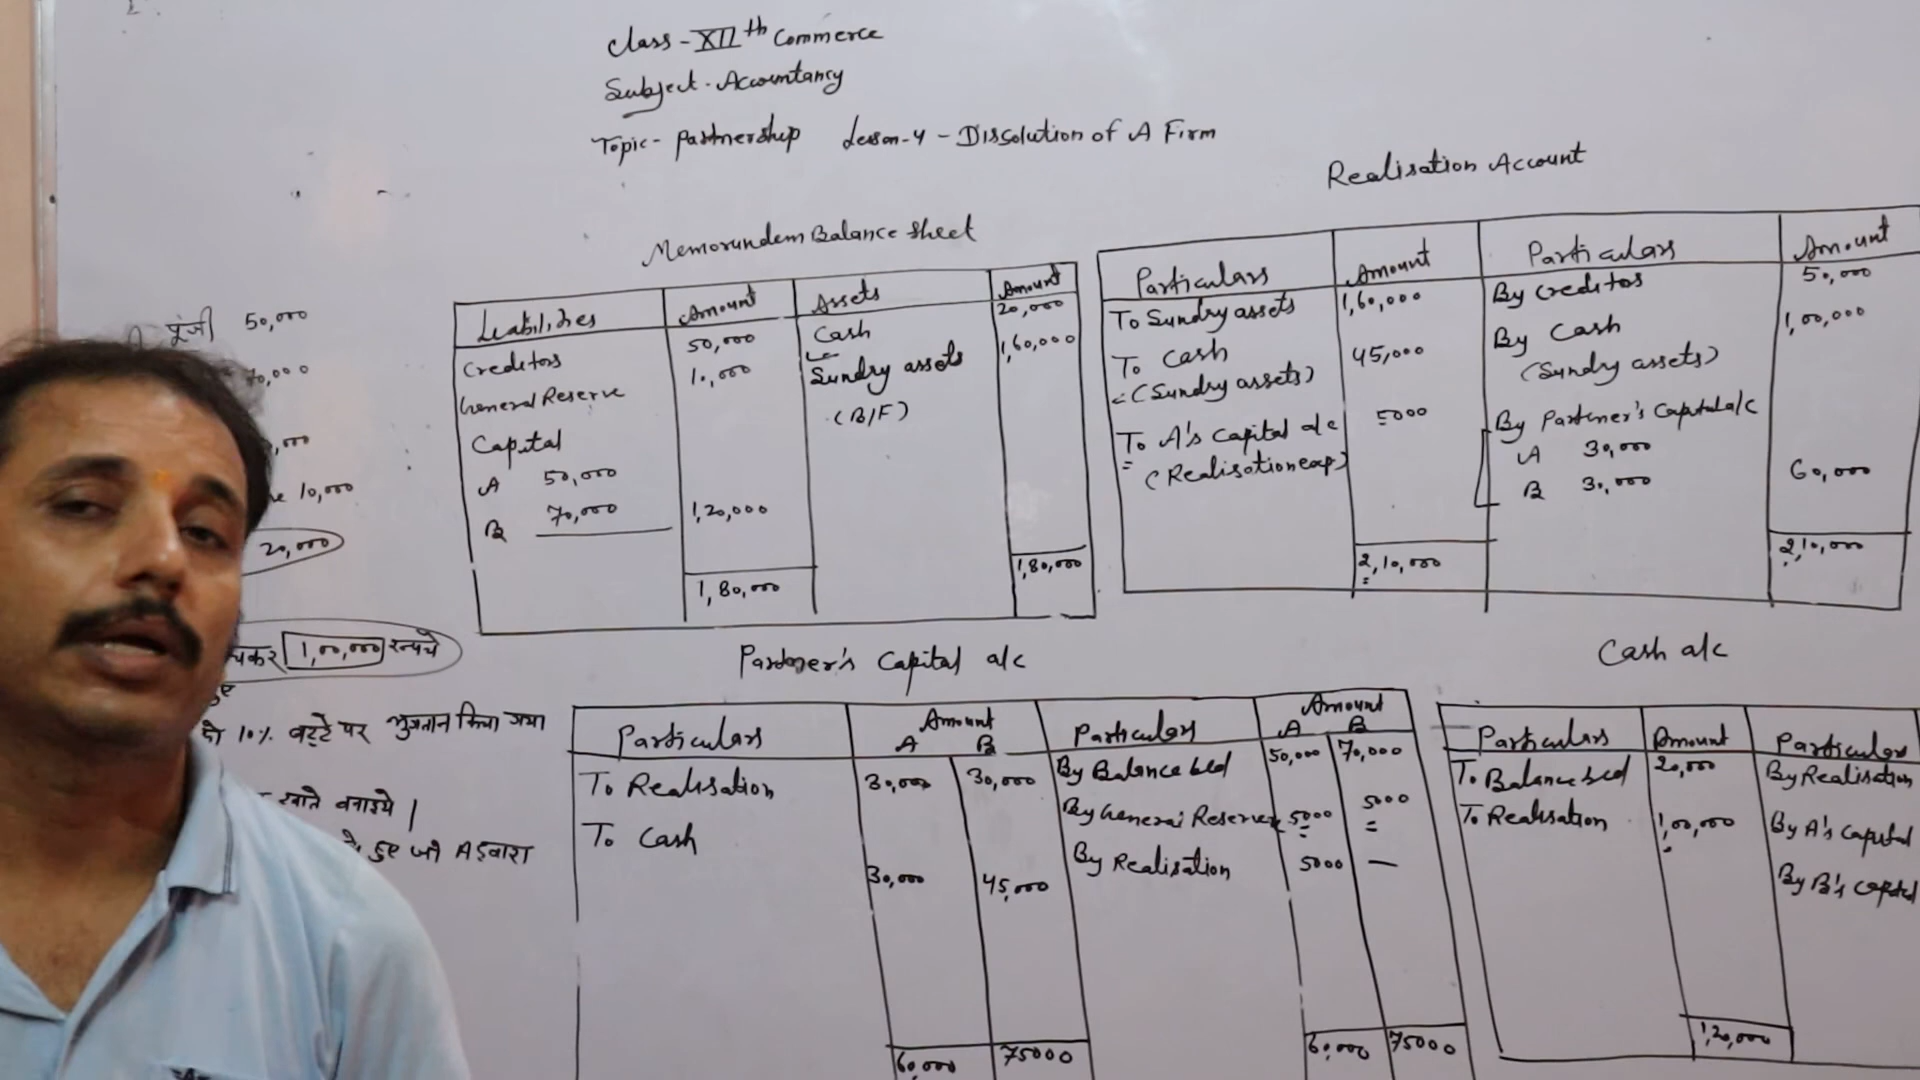 Class - XII th Commerce
Subject - Accountancy
Topic - Partnership Lesson-4 - Dissolution of A Firm
पूंजी 50,000
70,000
10,000
20,000
1,00,000 रूपये
10% बट्टे पर भुगतान किया गया
खाते बनाइये |
हुए जो A द्वारा
Memorundem Balance Sheet
Leabilities Amount Assets Amount
Creditors 50,000 Cash 20,000
General Reserve 10,000 Sundry assets 1,60,000
(B/F)
Capital
A 50,000
B 70,000 1,20,000
1,80,000 1,80,000
Realisation Account
Particulars Amount Particulars Amount
To Sundry assets 1,60,000 By Creditos 50,000
To Cash 45,000 By Cash 1,00,000
(Sundry assets) (Sundry assets)
To A's Capital a/c 5000 By Partener's Capital a/c
(Realisation exp) A 30,000
B 30,000 60,000
2,10,000 2,10,000
Partner's Capital a/c
Particulars Amount Particulars Amount
A B A B
To Realisation 30,000 30,000 By Balance b/d 50,000 70,000
To Cash 30,000 45,000 By General Reserve 5000 5000
By Realisation 5000 —
60,000 75000 60,000 75000
Cash a/c
Particulars Amount Particulars
To Balance b/d 20,000 By Realisation
To Realisation 1,00,000 By A's Capital
By B's Capital
1,20,000